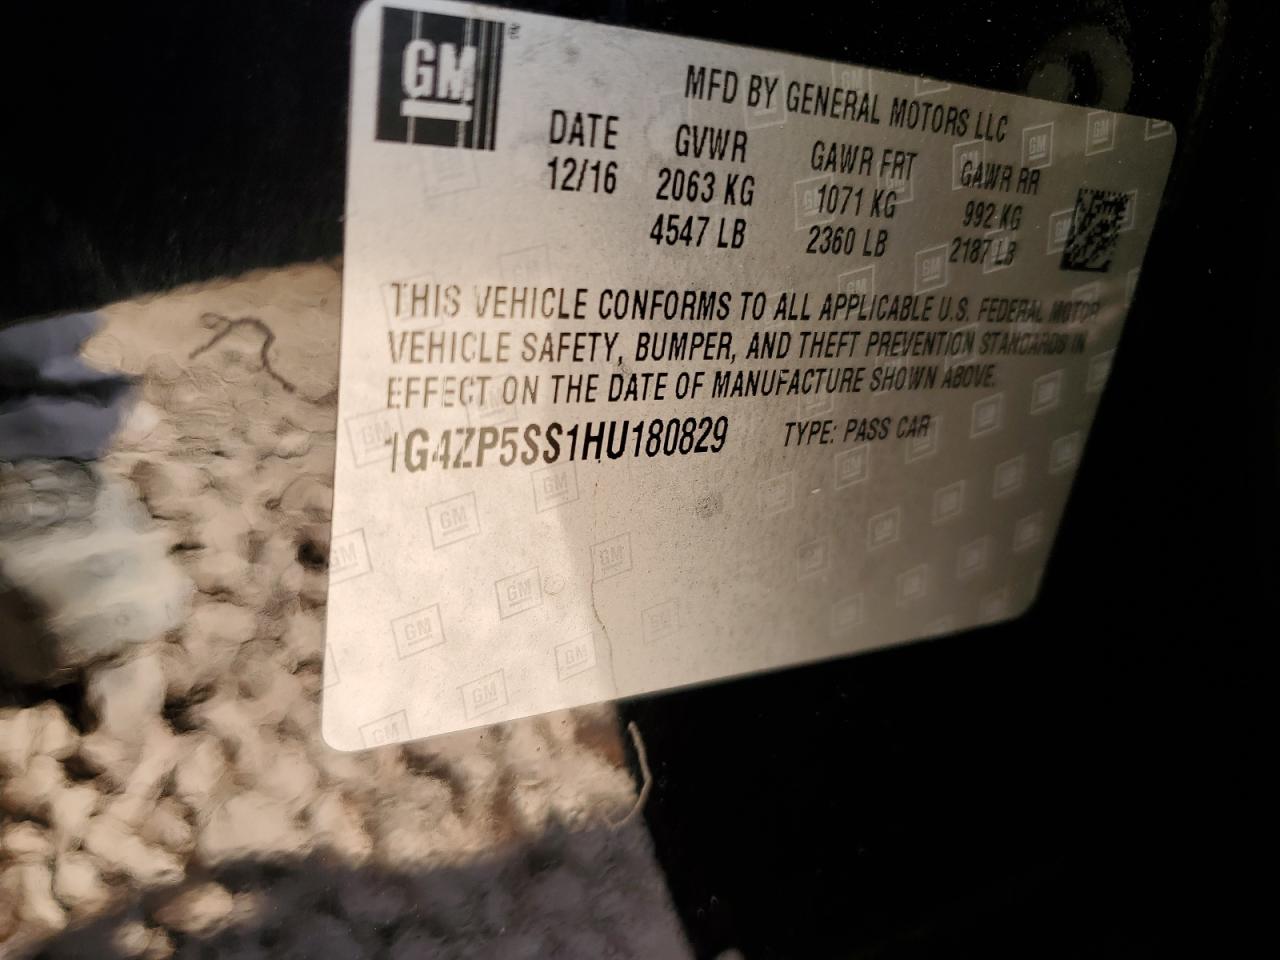 GM
MFD BY GENERAL MOTORS LLC
DATE GVWR GAWR FRT GAWR RR
12/16 2063 KG 1071 KG 992 KG
4547 LB 2360 LB 2187 LB
THIS VEHICLE CONFORMS TO ALL APPLICABLE U.S. FEDERAL MOTOR
VEHICLE SAFETY, BUMPER, AND THEFT PREVENTION STANDARDS IN
EFFECT ON THE DATE OF MANUFACTURE SHOWN ABOVE.
1G4ZP5SS1HU180829 TYPE: PASS CAR